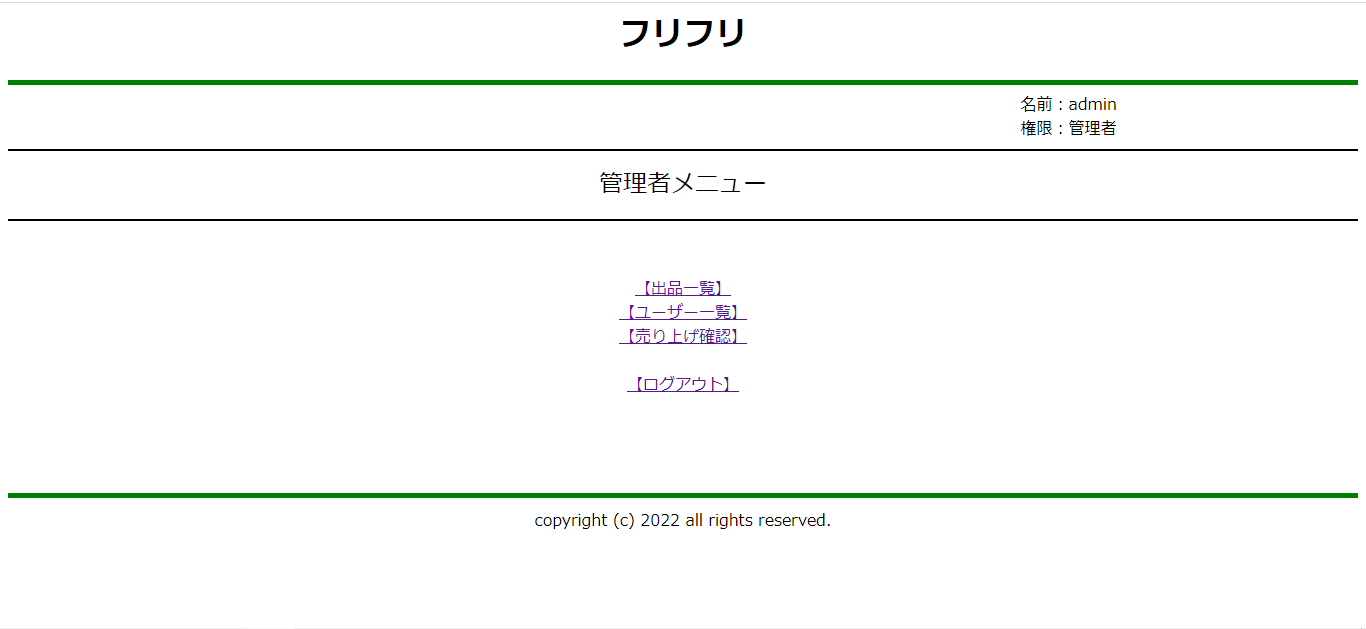 フリフリ
名前：admin
権限：管理者
管理者メニュー
【出品一覧】
【ユーザー一覧】
【売り上げ確認】
【ログアウト】
copyright (c) 2022 all rights reserved.